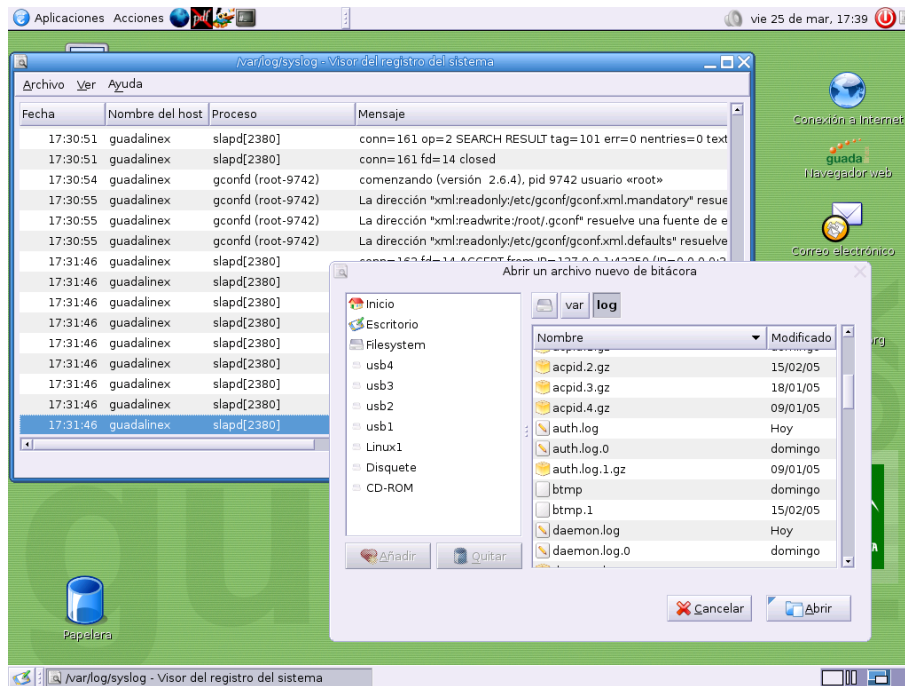 Aplicaciones Acciones pdf vie 25 de mar, 17:39
/var/log/syslog - Visor del registro del sistema
Archivo Ver Ayuda
Fecha Nombre del host Proceso Mensaje
17:30:51 guadalinex slapd[2380] conn=161 op=2 SEARCH RESULT tag=101 err=0 nentries=0 text
17:30:51 guadalinex slapd[2380] conn=161 fd=14 closed
17:30:54 guadalinex gconfd (root-9742) comenzando (versión 2.6.4), pid 9742 usuario «root»
17:30:55 guadalinex gconfd (root-9742) La dirección "xml:readonly:/etc/gconf/gconf.xml.mandatory" resue
17:30:55 guadalinex gconfd (root-9742) La dirección "xml:readwrite:/root/.gconf" resuelve una fuente de e
17:30:55 guadalinex gconfd (root-9742) La dirección "xml:readonly:/etc/gconf/gconf.xml.defaults" resuelve
17:31:46 guadalinex slapd[2380]
17:31:46 guadalinex slapd[2380]
17:31:46 guadalinex slapd[2380]
17:31:46 guadalinex slapd[2380]
17:31:46 guadalinex slapd[2380]
17:31:46 guadalinex slapd[2380]
17:31:46 guadalinex slapd[2380]
17:31:46 guadalinex slapd[2380]
17:31:46 guadalinex slapd[2380]
Conexión a Internet
guada
Navegador web
Correo electrónico
rg
Abrir un archivo nuevo de bitácora
Inicio
Escritorio
Filesystem
usb4
usb3
usb2
usb1
Linux1
Disquete
CD-ROM
Añadir Quitar
var log
Nombre Modificado
acpid.2.gz 15/02/05
acpid.3.gz 18/01/05
acpid.4.gz 09/01/05
auth.log Hoy
auth.log.0 domingo
auth.log.1.gz 09/01/05
btmp domingo
btmp.1 15/02/05
daemon.log Hoy
daemon.log.0 domingo
Cancelar Abrir
Papelera
/var/log/syslog - Visor del registro del sistema